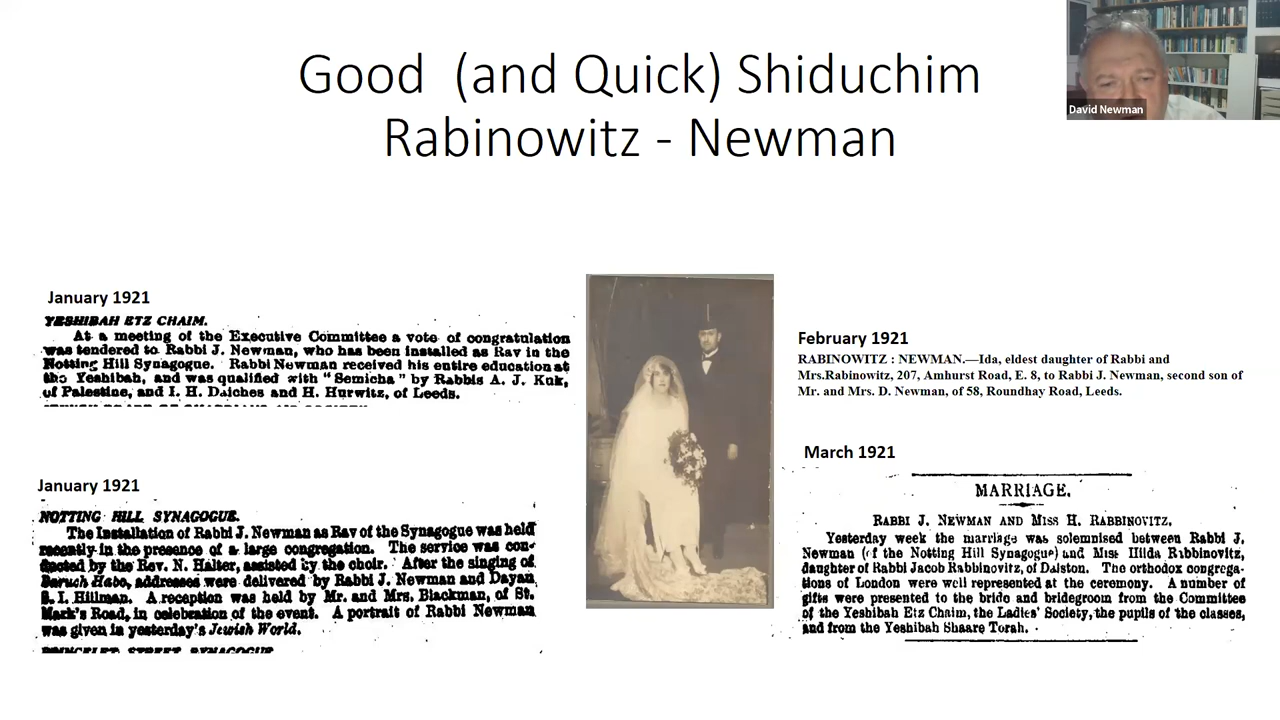 Good (and Quick) Shiduchim
Rabinowitz - Newman
David Newman
January 1921
YESHIBAH ETZ CHAIM.
At a meeting of the Executive Committee a vote of congratulation
was tendered to Rabbi J. Newman, who has been installed as Rav in the
Notting Hill Synagogue. Rabbi Newman received his entire education at
the Yeshibah, and was qualified with "Semicha" by Rabbis A. J. Kuk,
of Palestine, and I. H. Daiches and H. Hurwitz, of Leeds.
January 1921
NOTTING HILL SYNAGOGUE.
The Installation of Rabbi J. Newman as Rav of the Synagogue was held
recently in the presence of a large congregation. The service was con-
ducted by the Rev. N. Halter, assisted by the choir. After the singing of
Baruch Habo, addresses were delivered by Rabbi J. Newman and Dayan
S. I. Hillman. A reception was held by Mr. and Mrs. Blackman, of St.
Mark's Road, in celebration of the event. A portrait of Rabbi Newman
was given in yesterday's Jewish World.
February 1921
RABINOWITZ : NEWMAN.—Ida, eldest daughter of Rabbi and
Mrs.Rabinowitz, 207, Amhurst Road, E. 8, to Rabbi J. Newman, second son of
Mr. and Mrs. D. Newman, of 58, Roundhay Road, Leeds.
March 1921
MARRIAGE.
RABBI J. NEWMAN AND MISS H. RABBINOVITZ.
Yesterday week the marriage was solemnised between Rabbi J.
Newman (of the Notting Hill Synagogue) and Miss Hilda Rabbinovitz,
daughter of Rabbi Jacob Rabbinovitz, of Dalston. The orthodox congrega-
tions of London were well represented at the ceremony. A number of
gifts were presented to the bride and bridegroom from the Committee
of the Yeshibah Etz Chaim, the Ladies' Society, the pupils of the classes,
and from the Yeshibah Shaare Torah.